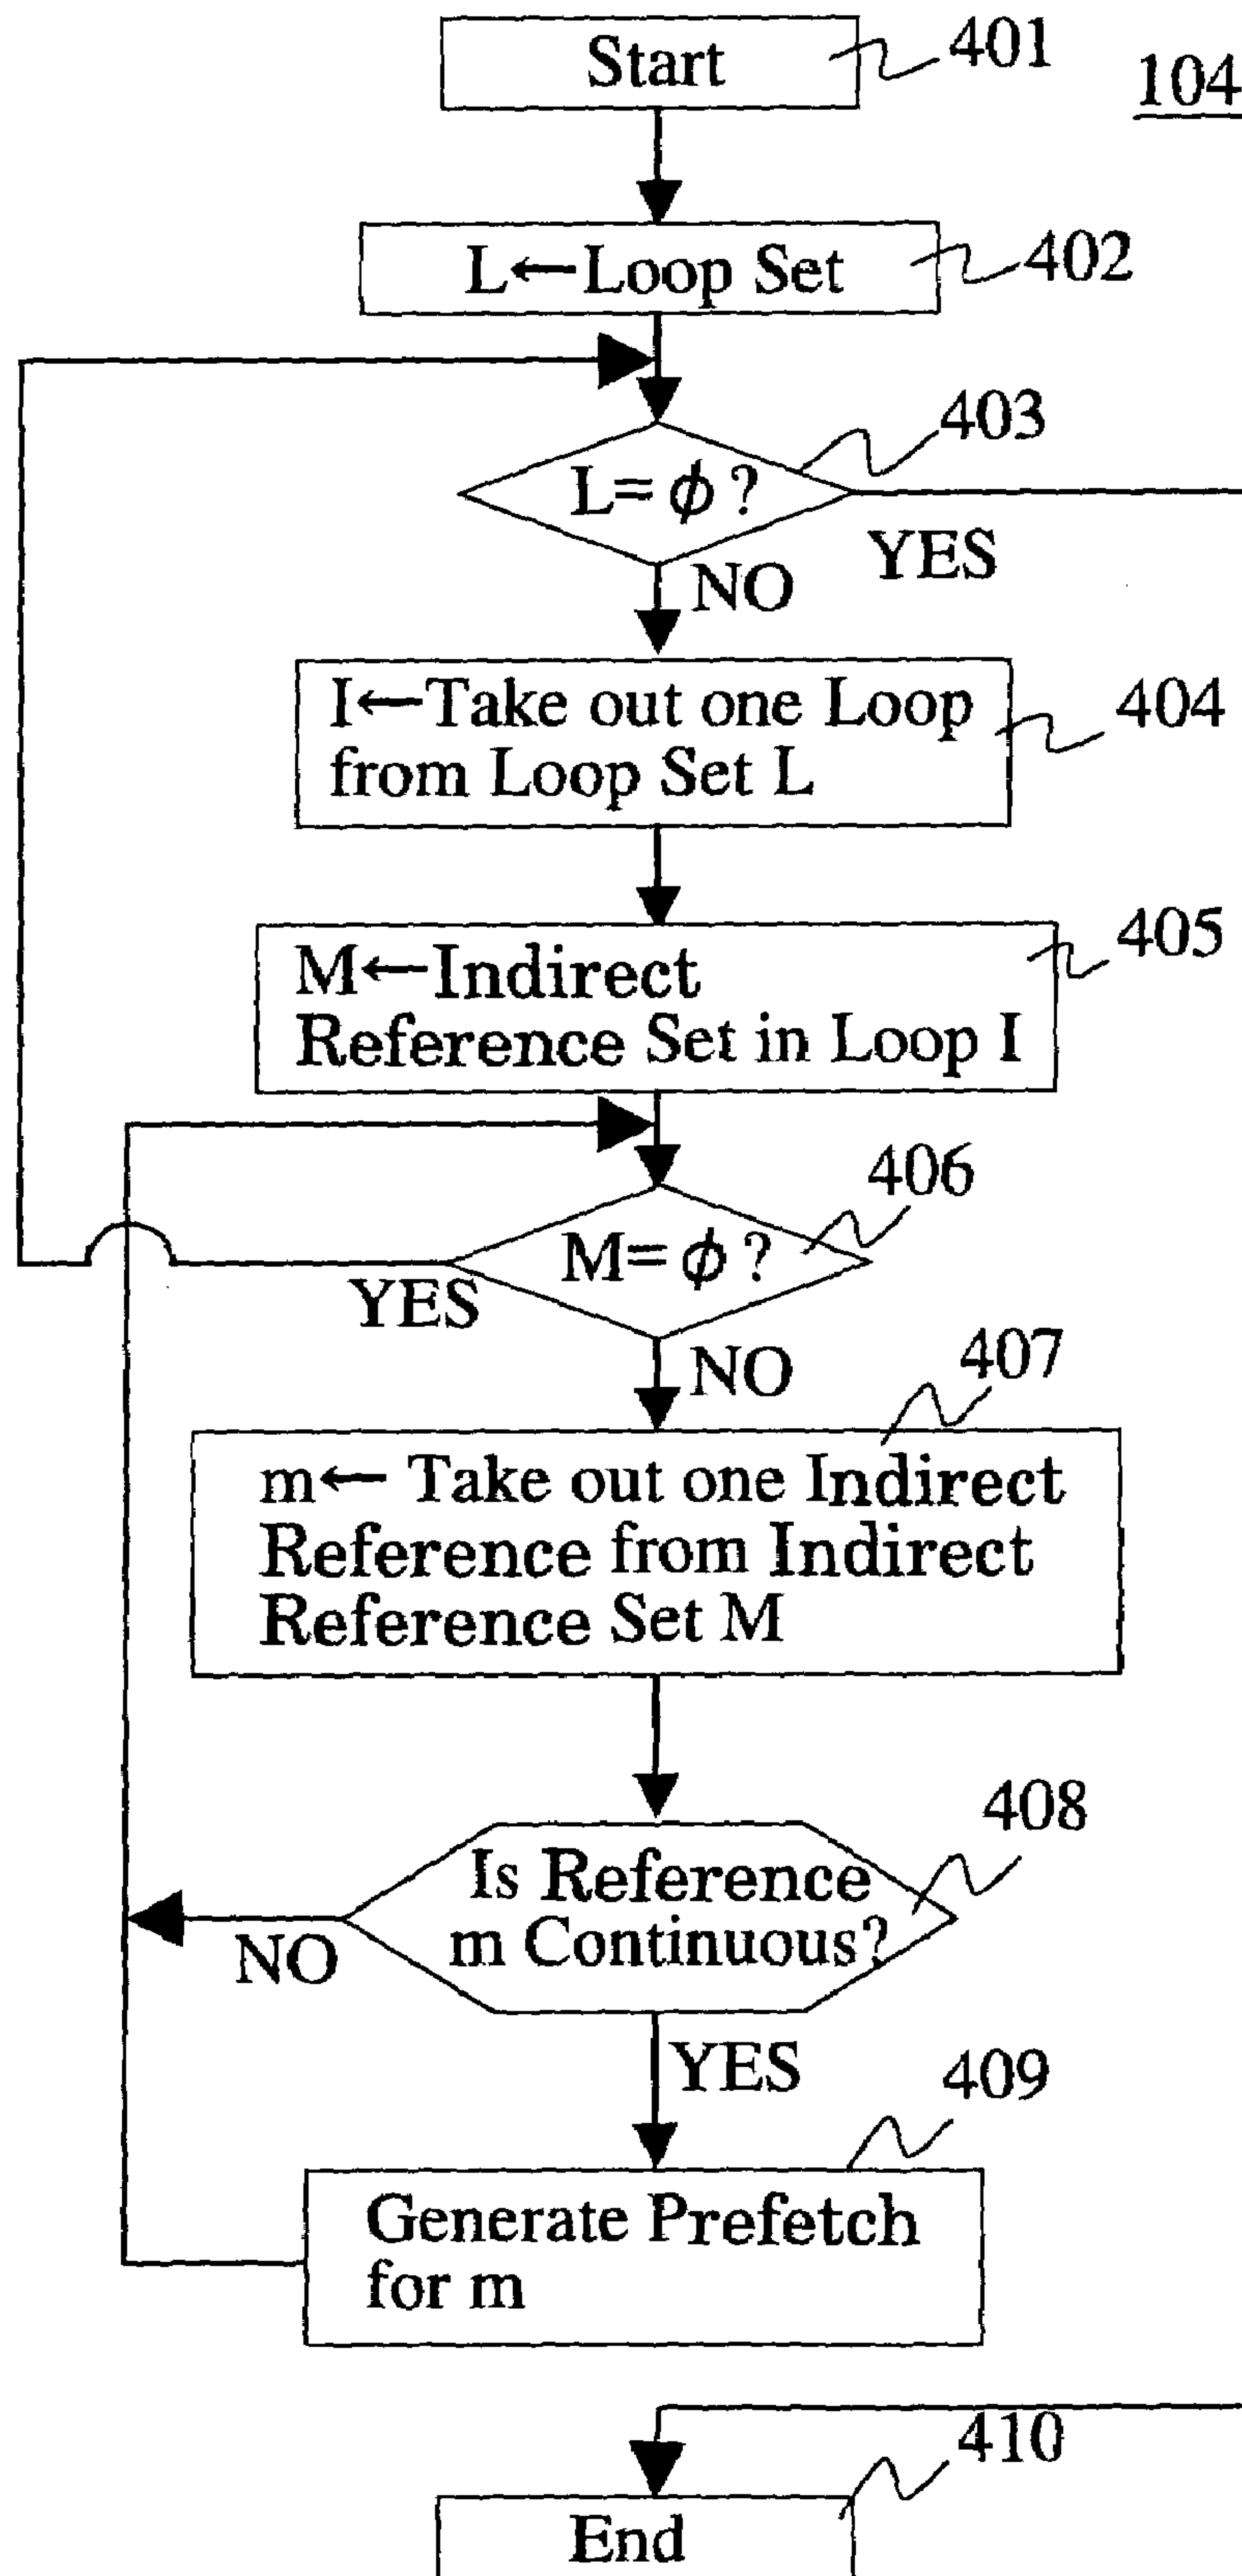 Start
401
104
L←Loop Set
402
403
L= ϕ ?
YES
NO
I←Take out one Loop
from Loop Set L
404
M←Indirect
Reference Set in Loop I
405
406
M= ϕ ?
YES
NO
407
m← Take out one Indirect
Reference from Indirect
Reference Set M
408
Is Reference
m Continuous?
NO
YES
409
Generate Prefetch
for m
410
End